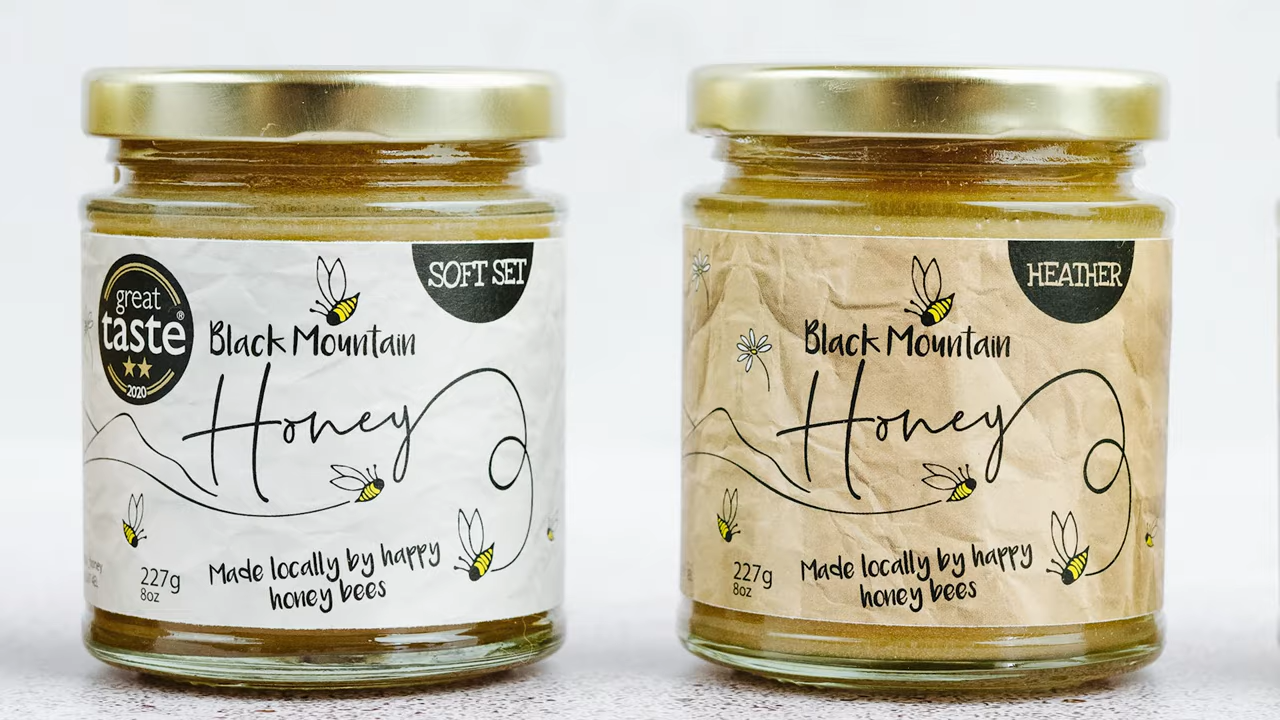 SOFT SET
great
taste®
2020
Black Mountain
Honey
227g
8oz
Made locally by happy
honey bees
HEATHER
Black Mountain
Honey
227g
8oz
Made locally by happy
honey bees